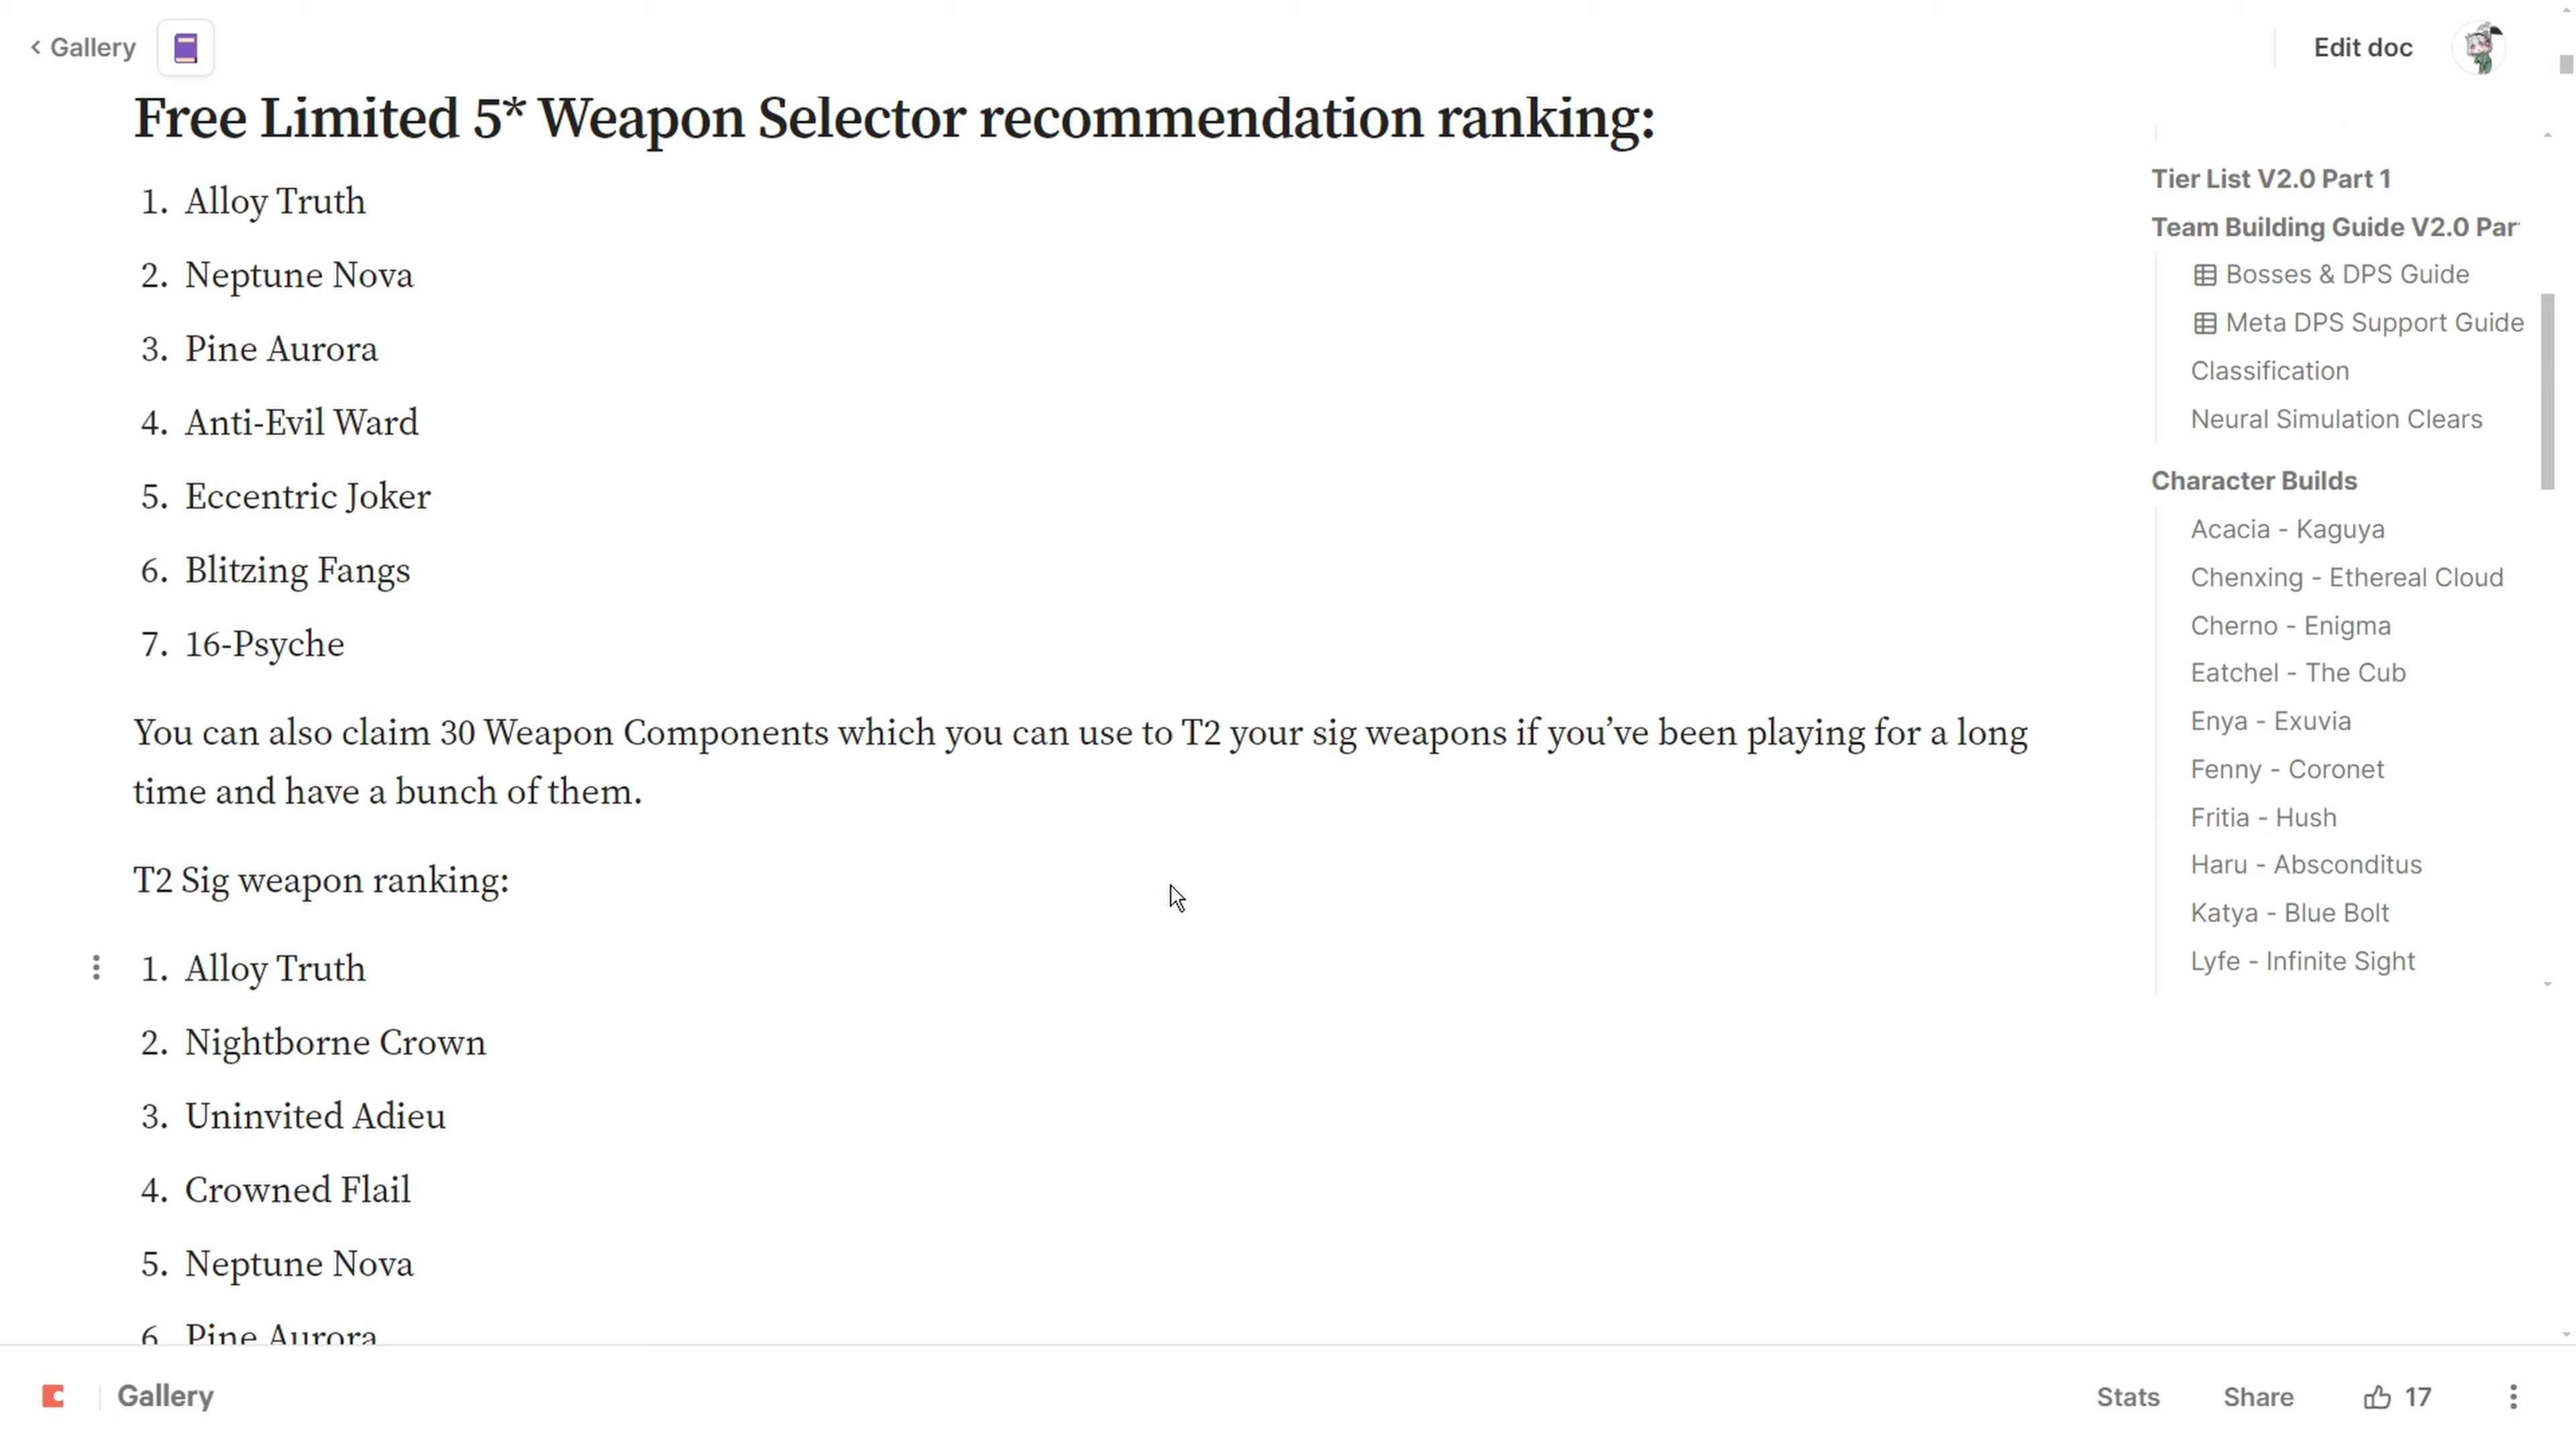 Gallery
Edit doc
Free Limited 5* Weapon Selector recommendation ranking:
1. Alloy Truth
2. Neptune Nova
3. Pine Aurora
4. Anti-Evil Ward
5. Eccentric Joker
6. Blitzing Fangs
7. 16-Psyche
You can also claim 30 Weapon Components which you can use to T2 your sig weapons if you’ve been playing for a long
time and have a bunch of them.
T2 Sig weapon ranking:
1. Alloy Truth
2. Nightborne Crown
3. Uninvited Adieu
4. Crowned Flail
5. Neptune Nova
6. Pine Aurora
Tier List V2.0 Part 1
Team Building Guide V2.0 Par
Bosses & DPS Guide
Meta DPS Support Guide
Classification
Neural Simulation Clears
Character Builds
Acacia - Kaguya
Chenxing - Ethereal Cloud
Cherno - Enigma
Eatchel - The Cub
Enya - Exuvia
Fenny - Coronet
Fritia - Hush
Haru - Absconditus
Katya - Blue Bolt
Lyfe - Infinite Sight
Gallery
Stats
Share
17